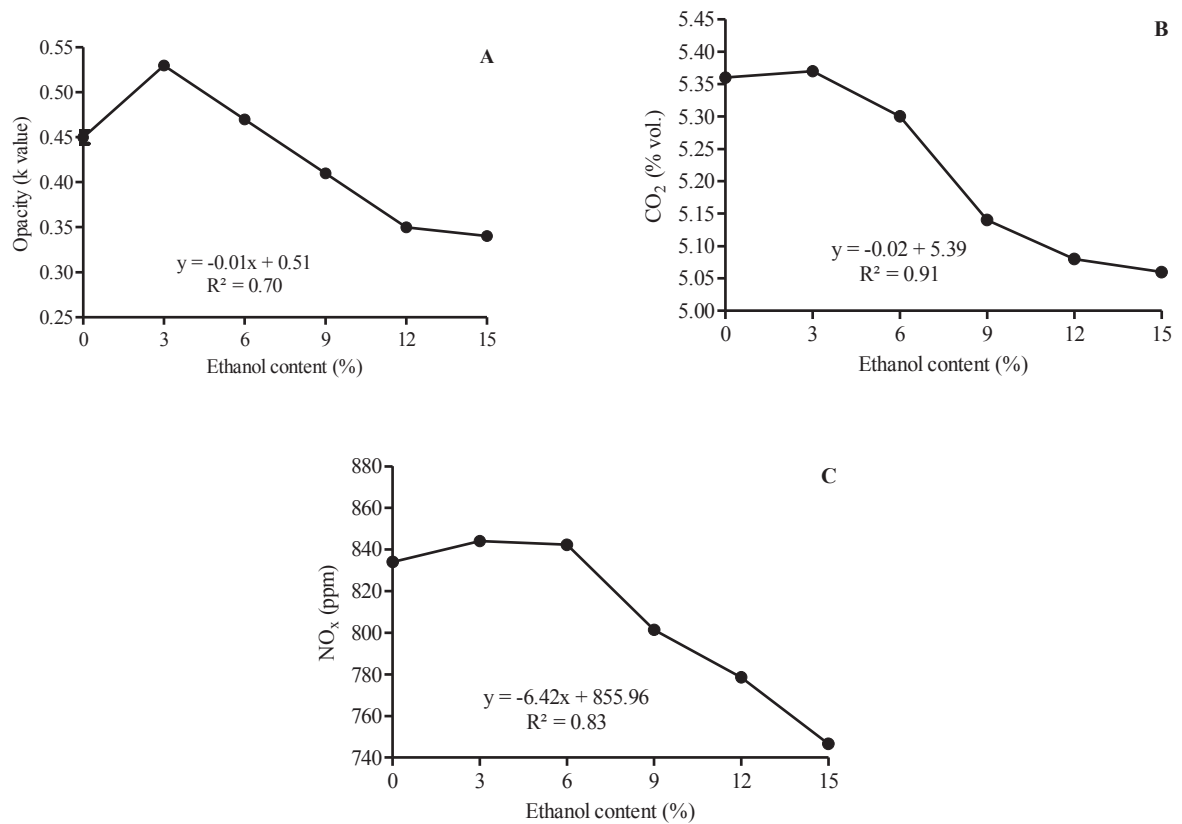 A
Opacity (k value)
0.55
0.50
0.45
0.40
0.35
0.30
0.25
y = -0.01x + 0.51
R² = 0.70
0 3 6 9 12 15
Ethanol content (%)
B
CO₂ (% vol.)
5.45
5.40
5.35
5.30
5.25
5.20
5.15
5.10
5.05
5.00
y = -0.02 + 5.39
R² = 0.91
0 3 6 9 12 15
Ethanol content (%)
C
NOₓ (ppm)
880
860
840
820
800
780
760
740
y = -6.42x + 855.96
R² = 0.83
0 3 6 9 12 15
Ethanol content (%)